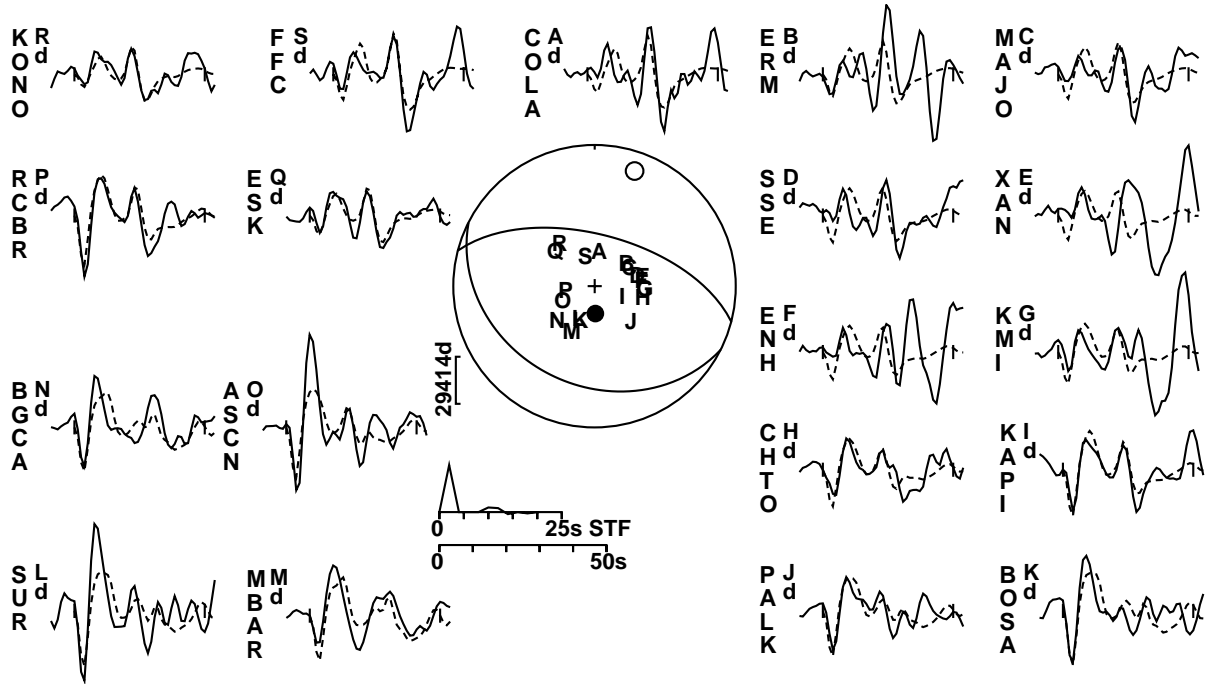 KONO R d
FFC S d
COLA A d
ERM B d
MAJO C d
RCBR P d
ESK Q d
SSE D d
XAN E d
R
Q S A
B
C
D E
P I G
O H
N K J
M
ENH F d
KMI G d
29414d
BGCA N d
ASCN O d
CHTO H d
KAPI I d
0 25s STF
0 50s
SUR L d
MBAR M d
PALK J d
BOSA K d